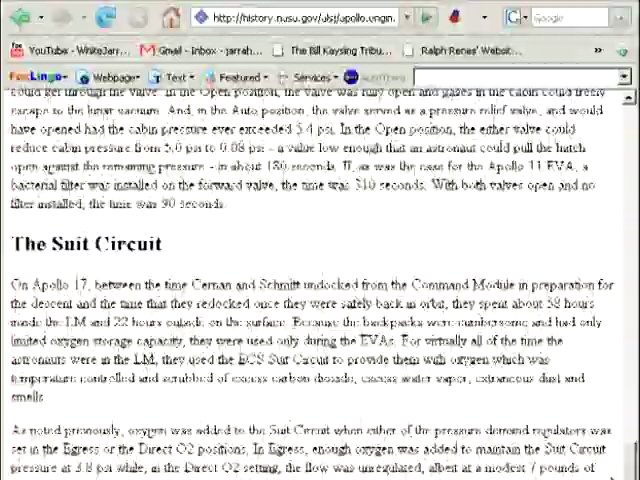 http://history.nusu.gov/alsj/apollo.engin.
Google
YouTube - WhiteJarr...
Gmail - Inbox - jarrah...
The Bill Kaysing Tribu...
Ralph Renes' Websit...
»
FoxLingo
Webpage
Text
Featured
Services
could get through the valve. In the Open position, the valve was fully open and gases in the cabin could freely
escape to the lunar vacuum. And, in the Auto position, the valve served as a pressure relief valve, and would
have opened had the cabin pressure ever exceeded 5.4 psi. In the Open position, the either valve could
reduce cabin pressure from 5.0 psi to 0.08 psi - a value low enough that an astronaut could pull the hatch
open against the remaining pressure - in about 180 seconds. If, as was the case for the Apollo 11 EVA, a
bacterial filter was installed on the forward valve, the time was 310 seconds. With both valves open and no
filter installed, the time was 90 seconds.
The Suit Circuit
On Apollo 17, between the time Cernan and Schmitt undocked from the Command Module in preparation for
the descent and the time that they redocked once they were safely back in orbit, they spent about 58 hours
inside the LM and 22 hours outside on the surface. Because the backpacks were cumbersome and had only
limited oxygen storage capacity, they were used only during the EVAs. For virtually all of the time the
astronauts were in the LM, they used the ECS Suit Circuit to provide them with oxygen which was
temperature controlled and scrubbed of excess carbon dioxide, excess water vapor, extraneous dust and
smells.
As noted previously, oxygen was added to the Suit Circuit when either of the pressure demand regulators was
set in the Egress or the Direct O2 positions. In Egress, enough oxygen was added to maintain the Suit Circuit
pressure at 3.8 psi while, in the Direct O2 setting, the flow was unregulated, albeit at a modest 7 pounds of